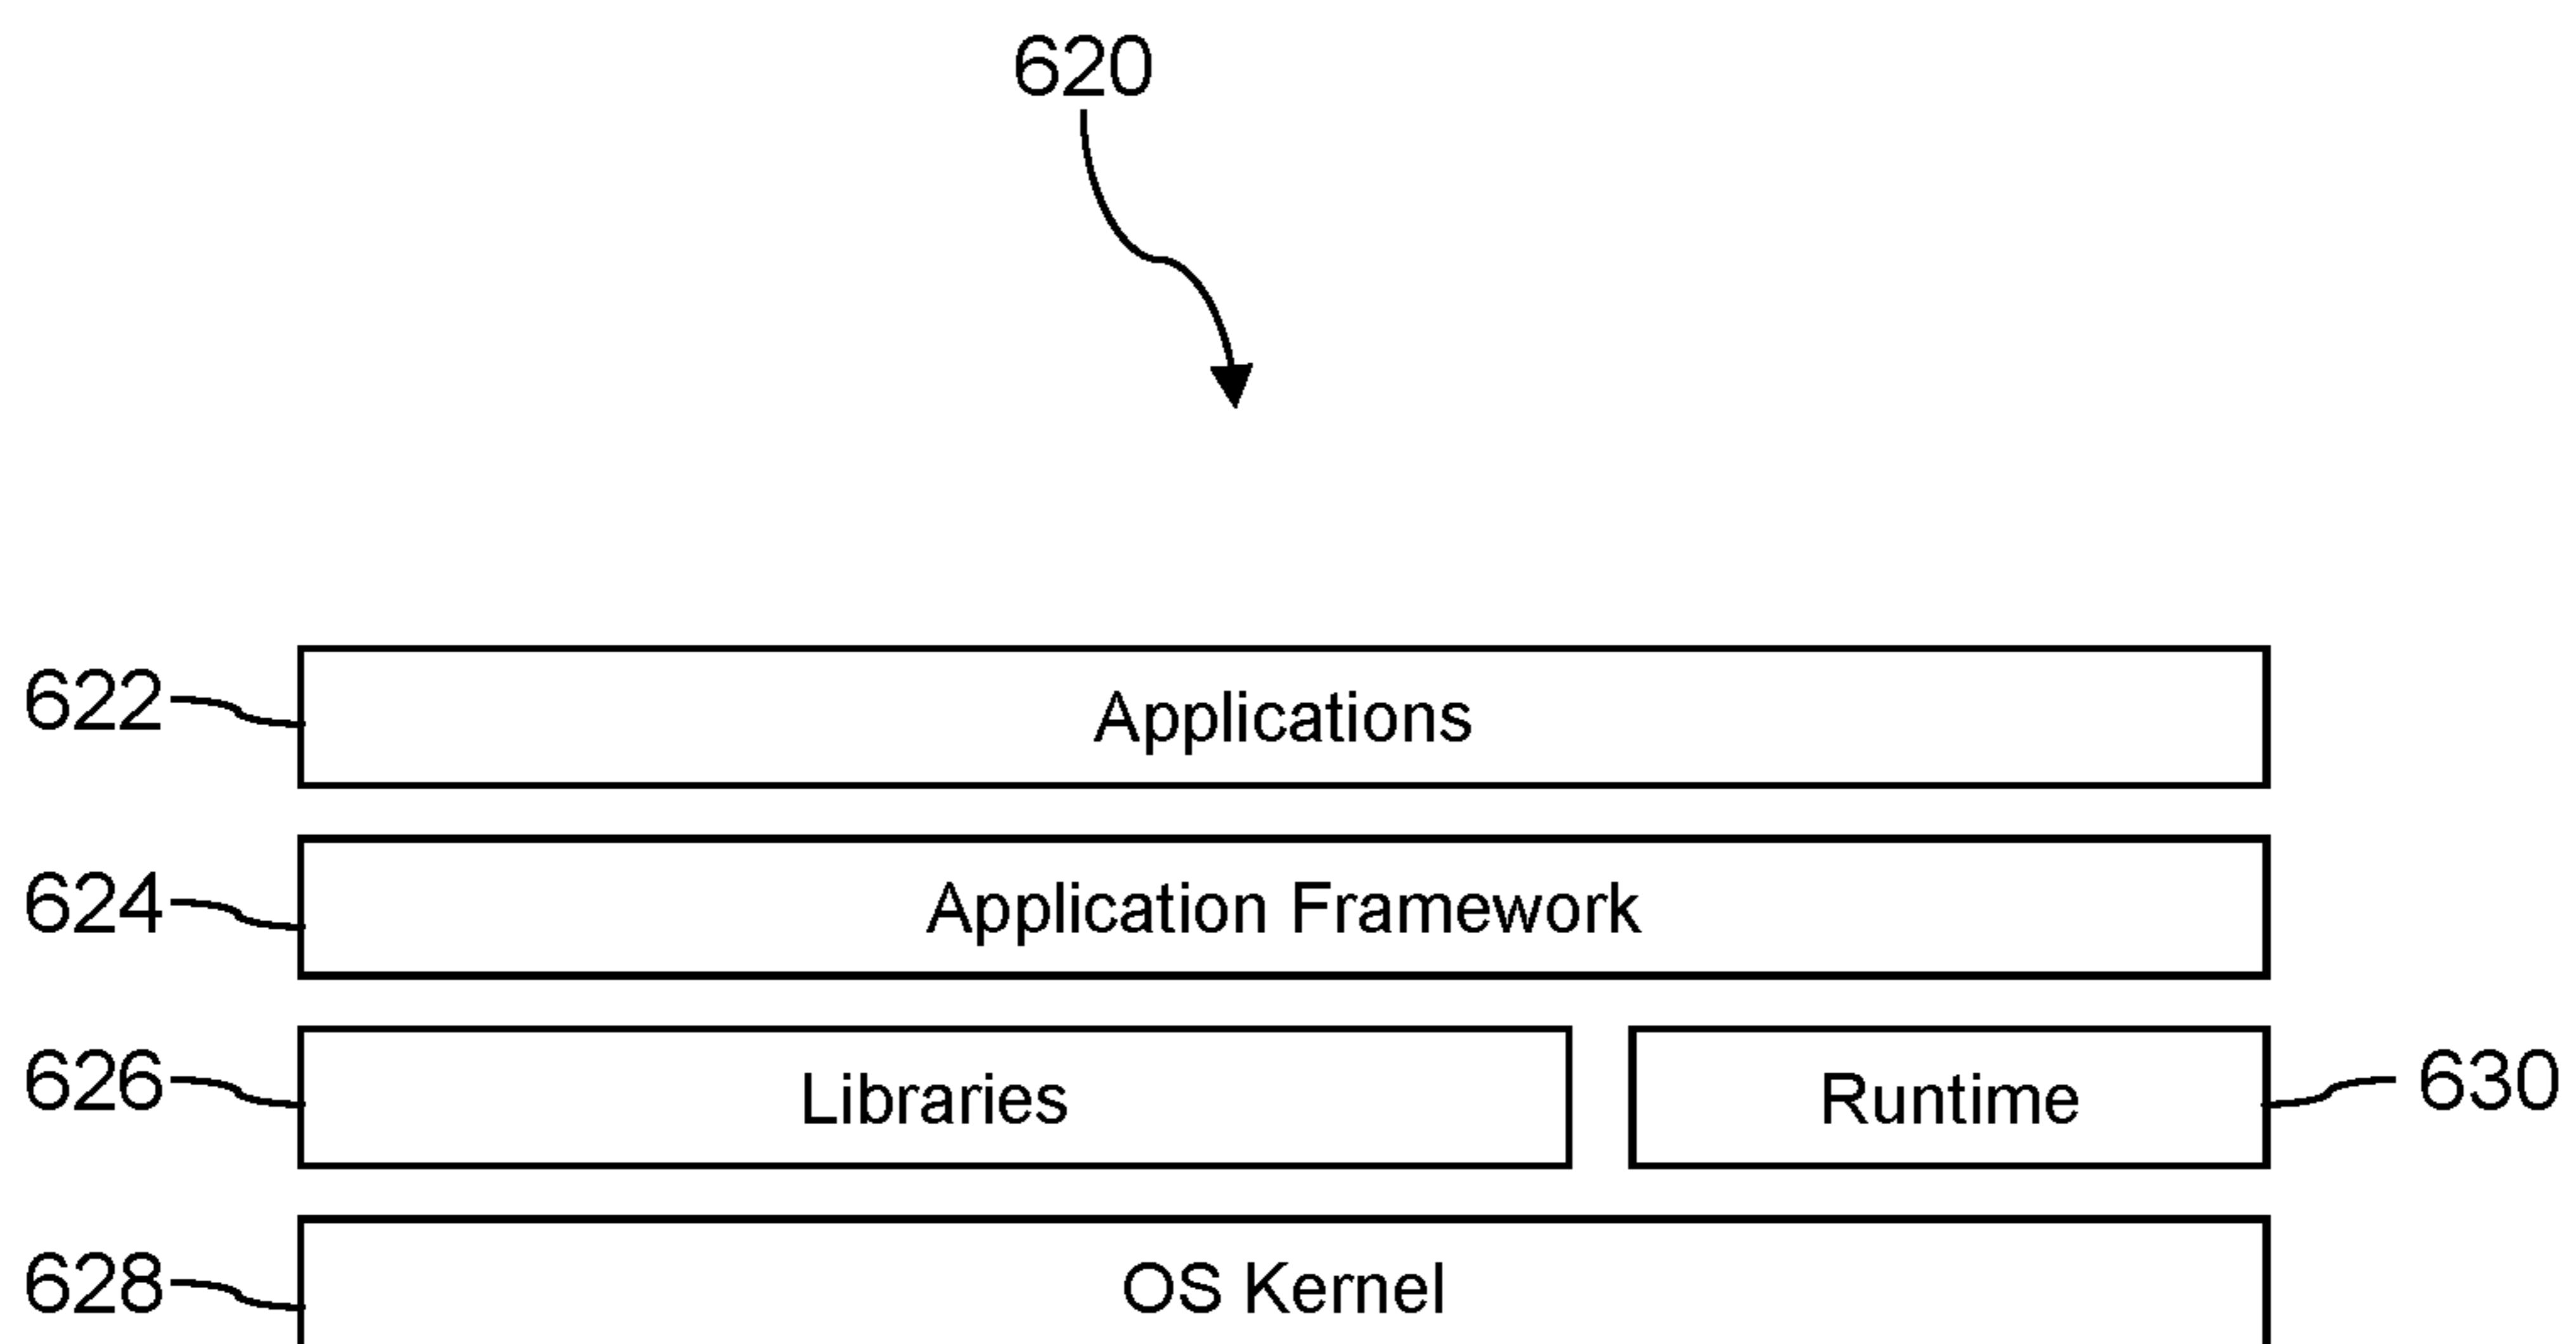 620
622 Applications
624 Application Framework
626 Libraries Runtime 630
628 OS Kernel